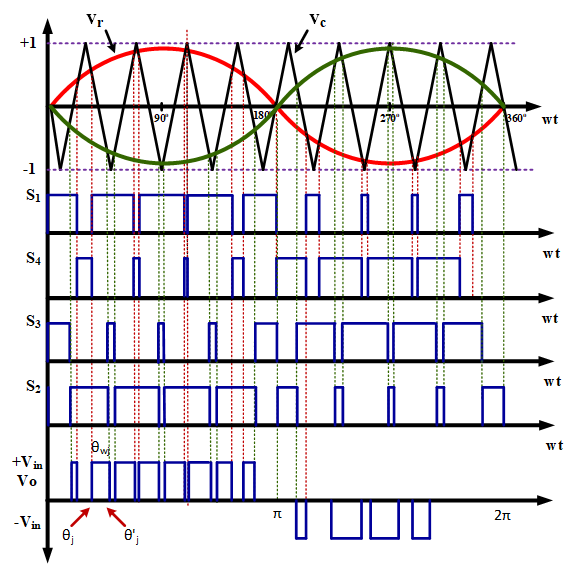 Vr Vc
+1
90° 180° 270° 360° wt
-1
S1
wt
S4
wt
S3
wt
S2
wt
θwj
+Vin
Vo
-Vin
π 2π
θj θ'j